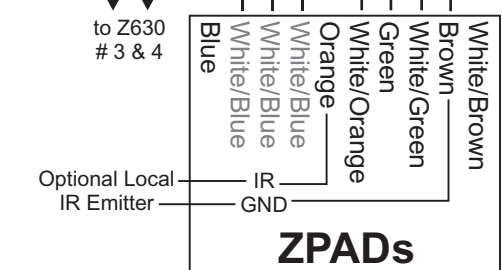 to Z630
# 3 & 4
Blue
White/Blue
White/Blue
White/Blue
Orange
White/Orange
Green
White/Green
Brown
White/Brown
Optional Local
IR Emitter
IR
GND
ZPADs